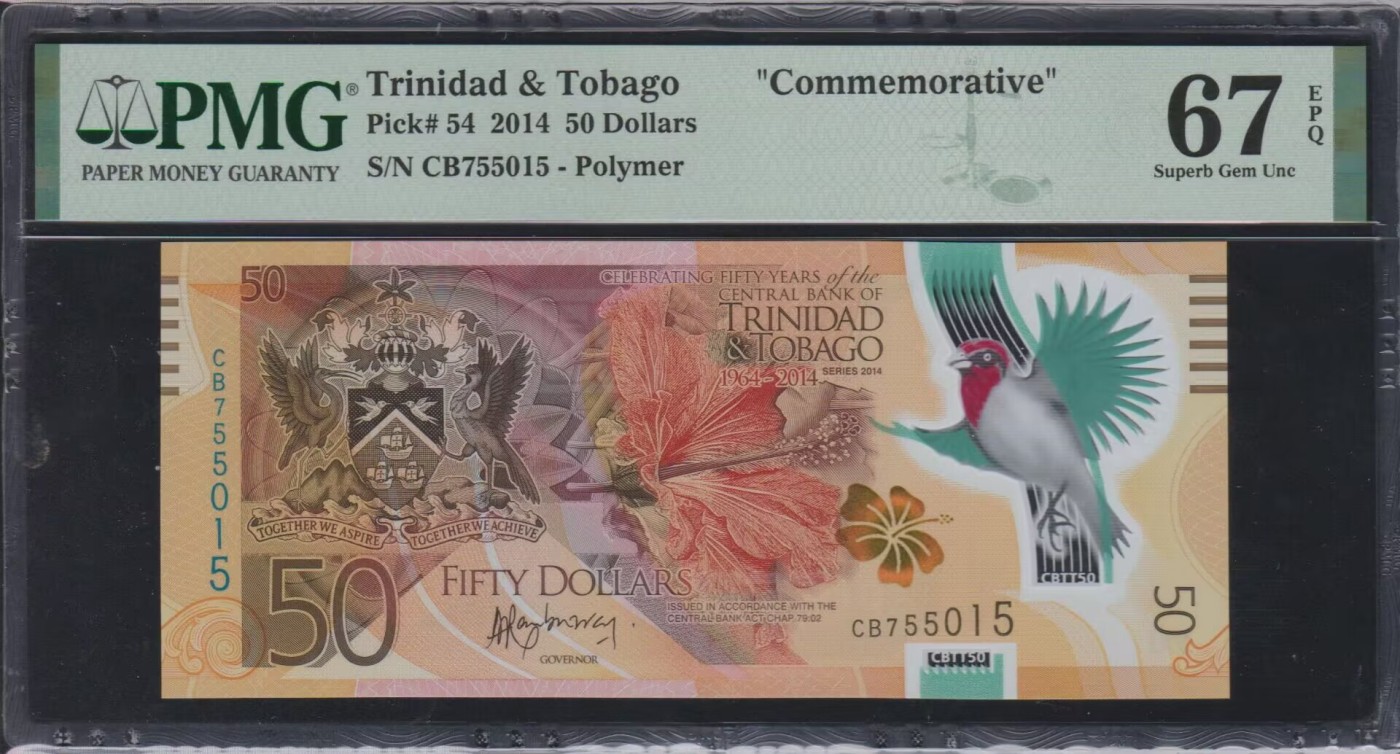 PMG®
PAPER MONEY GUARANTY
Trinidad & Tobago
Pick# 54 2014 50 Dollars
S/N CB755015 - Polymer
"Commemorative"
67
EPQ
Superb Gem Unc
50
CELEBRATING FIFTY YEARS of the
CENTRAL BANK OF
TRINIDAD
& TOBAGO
1964-2014 SERIES 2014
CB755015
TOGETHER WE ASPIRE TOGETHER WE ACHIEVE
50
FIFTY DOLLARS
ISSUED IN ACCORDANCE WITH THE
CENTRAL BANK ACT CHAP. 79:02
GOVERNOR
CB755015
CBTT50
CBTT50
50